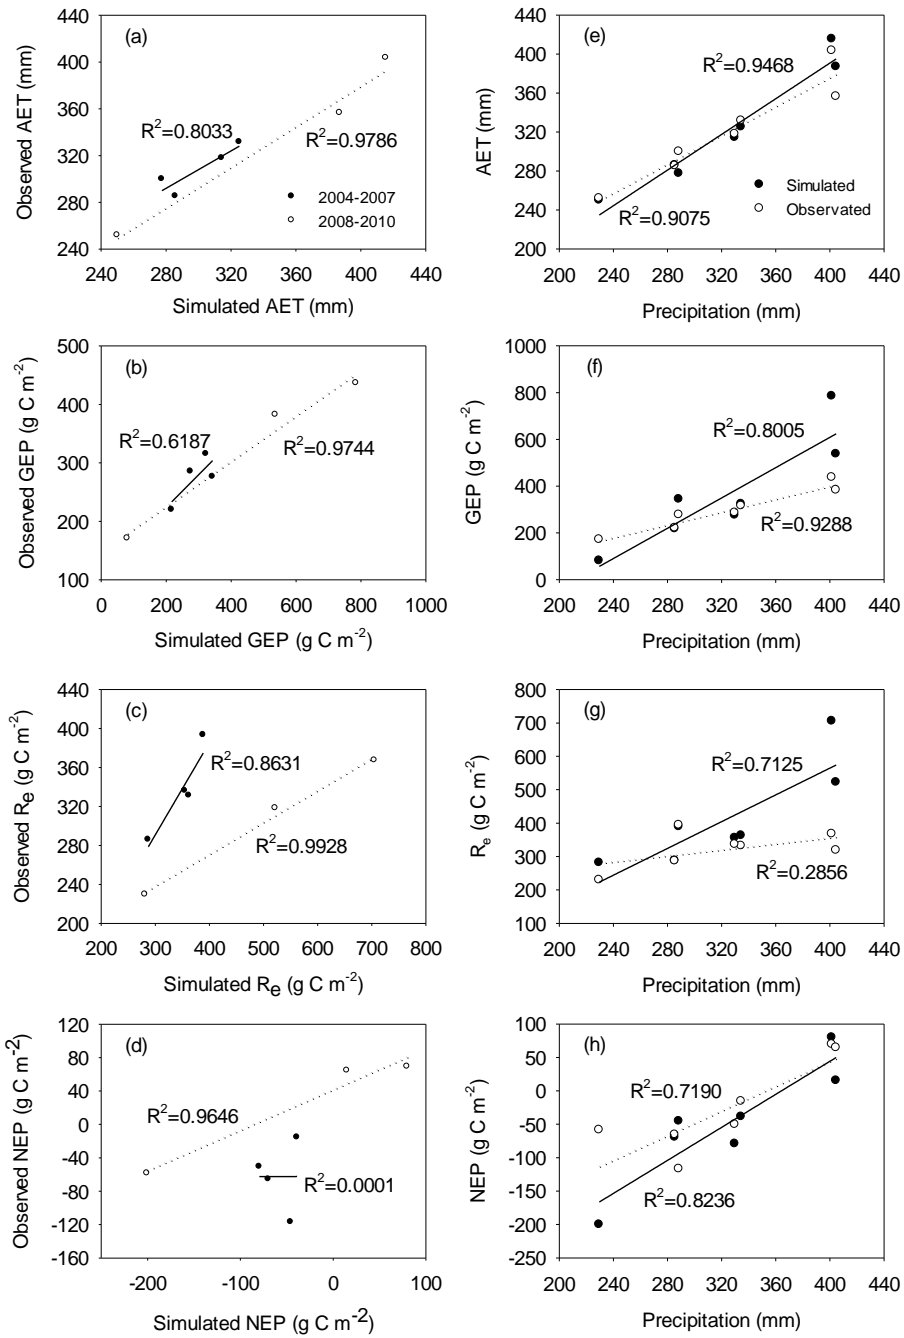 (a)
440
400
360
320
280
240
Observed AET (mm)
R²=0.8033
R²=0.9786
2004-2007
2008-2010
240 280 320 360 400 440
Simulated AET (mm)
(e)
440
400
360
320
280
240
200
AET (mm)
R²=0.9468
Simulated
Observated
R²=0.9075
200 240 280 320 360 400 440
Precipitation (mm)
(b)
500
400
300
200
100
Observed GEP (g C m⁻²)
R²=0.6187
R²=0.9744
0 200 400 600 800 1000
Simulated GEP (g C m⁻²)
(f)
1000
800
600
400
200
0
GEP (g C m⁻²)
R²=0.8005
R²=0.9288
200 240 280 320 360 400 440
Precipitation (mm)
(c)
440
400
360
320
280
240
200
Observed Re (g C m⁻²)
R²=0.8631
R²=0.9928
200 300 400 500 600 700 800
Simulated Re (g C m⁻²)
(g)
800
700
600
500
400
300
200
100
Re (g C m⁻²)
R²=0.7125
R²=0.2856
200 240 280 320 360 400 440
Precipitation (mm)
(d)
120
80
40
0
-40
-80
-120
-160
Observed NEP (g C m⁻²)
R²=0.9646
R²=0.0001
-200 -100 0 100
Simulated NEP (g C m⁻²)
(h)
100
50
0
-50
-100
-150
-200
-250
NEP (g C m⁻²)
R²=0.7190
R²=0.8236
200 240 280 320 360 400 440
Precipitation (mm)